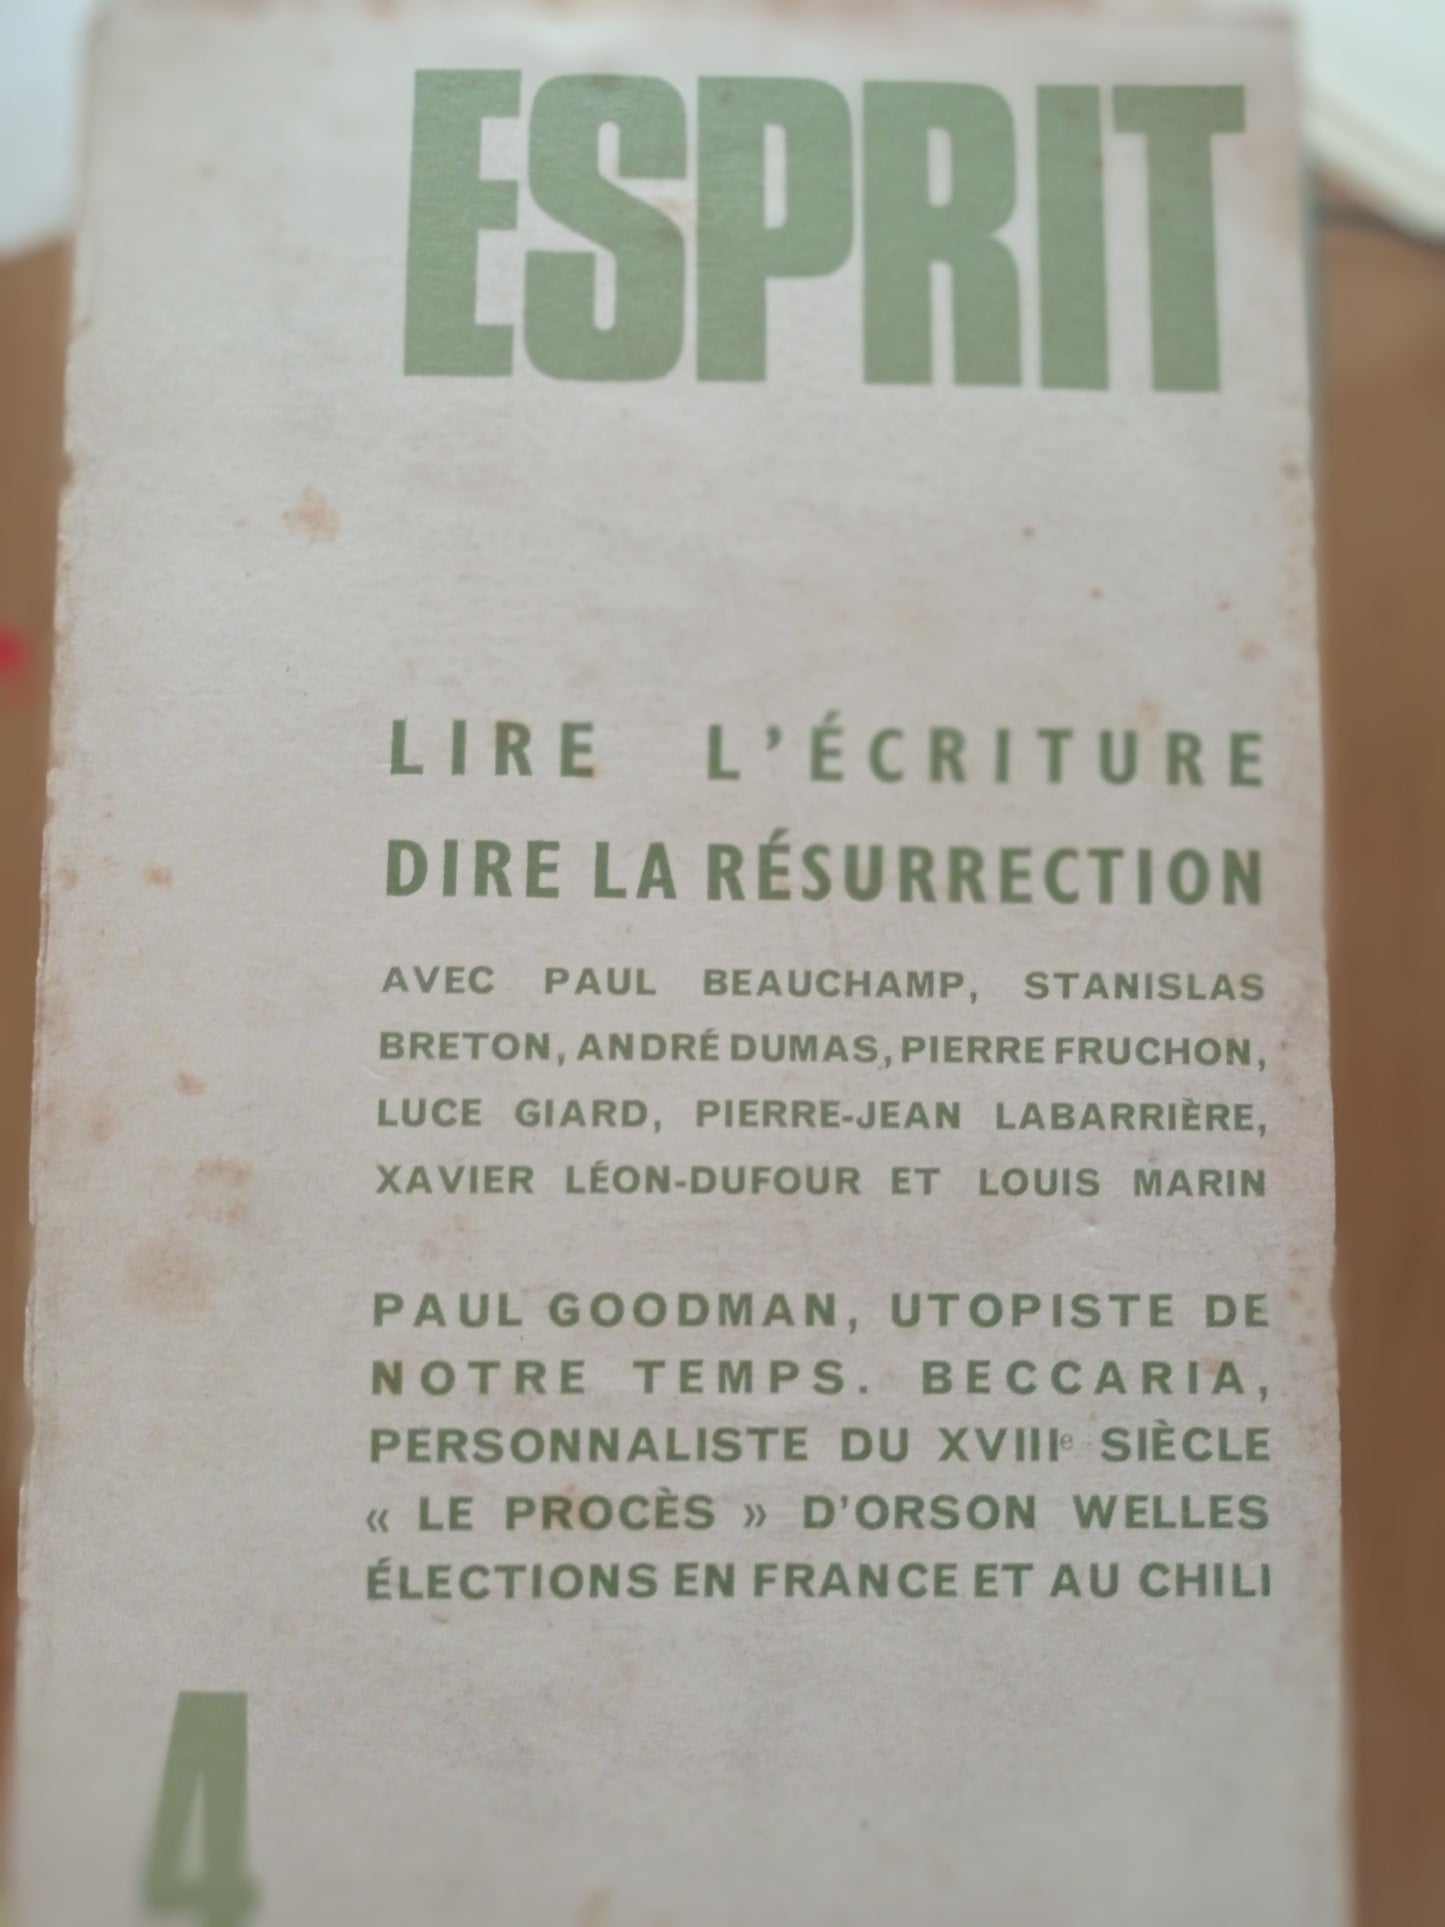 ESPRIT
LIRE L'ÉCRITURE
DIRE LA RÉSURRECTION
AVEC PAUL BEAUCHAMP, STANISLAS
BRETON, ANDRÉ DUMAS, PIERRE FRUCHON,
LUCE GIARD, PIERRE-JEAN LABARRIÈRE,
XAVIER LÉON-DUFOUR ET LOUIS MARIN
PAUL GOODMAN, UTOPISTE DE
NOTRE TEMPS. BECCARIA,
PERSONNALISTE DU XVIIIe SIÈCLE
« LE PROCÈS » D'ORSON WELLES
ÉLECTIONS EN FRANCE ET AU CHILI
4